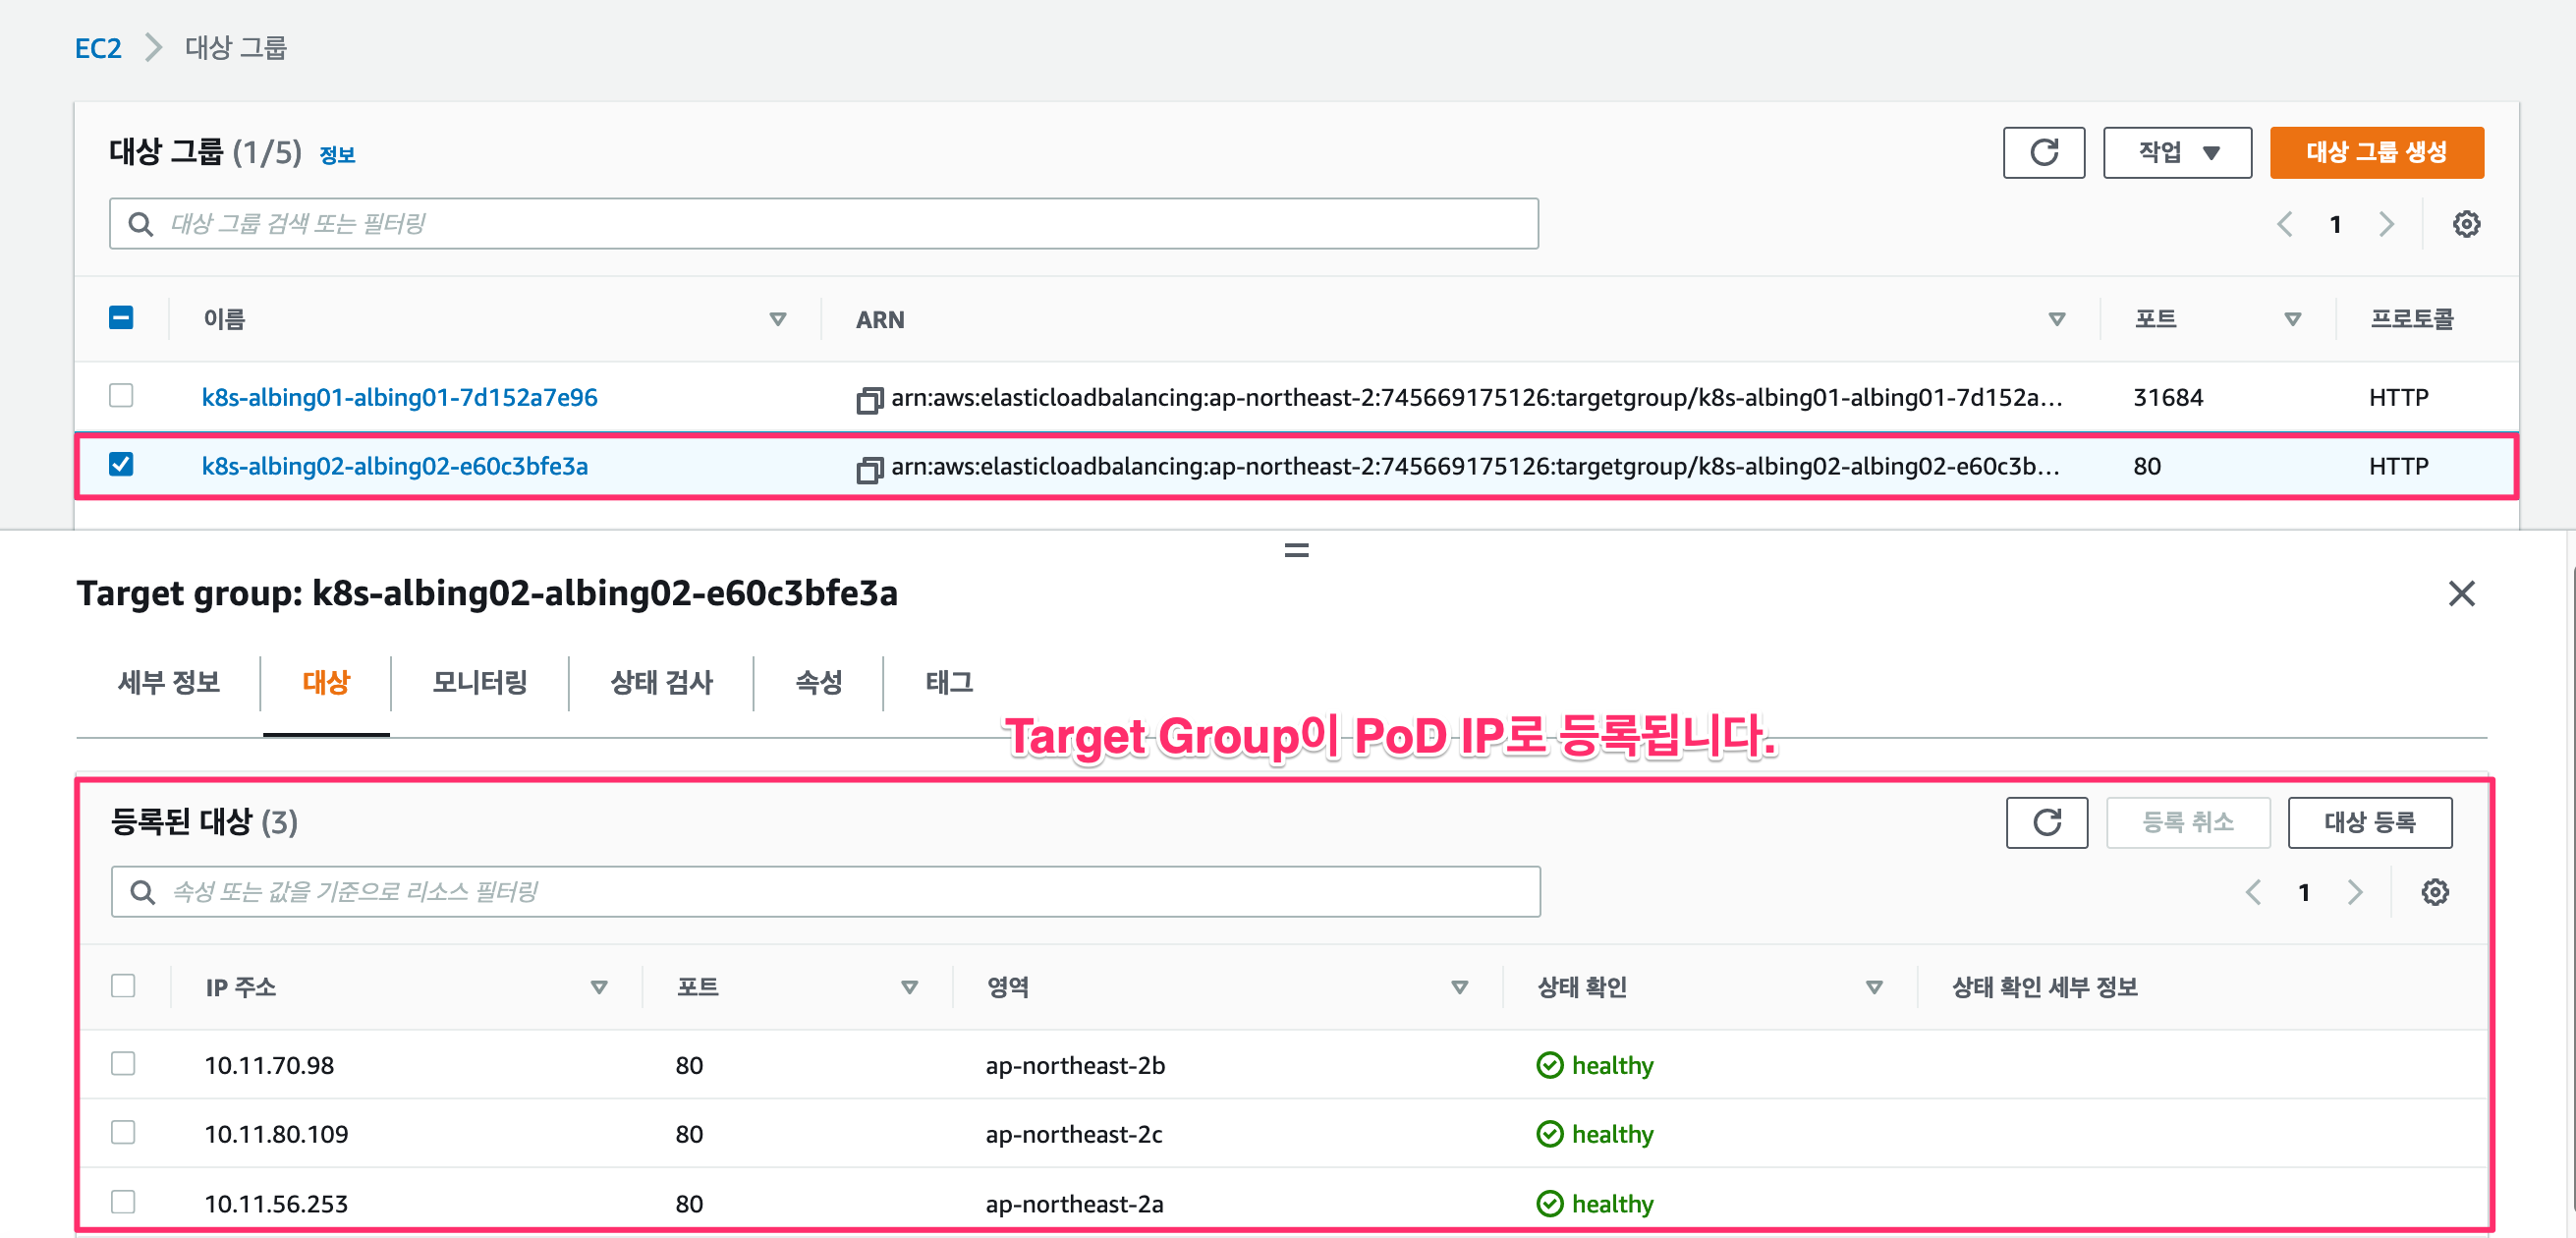 EC2 > 대상 그룹
대상 그룹 (1/5) 정보
작업 ▼
대상 그룹 생성
대상 그룹 검색 또는 필터링
1
이름 ARN 포트 프로토콜
k8s-albing01-albing01-7d152a7e96 arn:aws:elasticloadbalancing:ap-northeast-2:745669175126:targetgroup/k8s-albing01-albing01-7d152a... 31684 HTTP
k8s-albing02-albing02-e60c3bfe3a arn:aws:elasticloadbalancing:ap-northeast-2:745669175126:targetgroup/k8s-albing02-albing02-e60c3b... 80 HTTP
Target group: k8s-albing02-albing02-e60c3bfe3a
세부 정보 대상 모니터링 상태 검사 속성 태그
Target Group이 PoD IP로 등록됩니다.
등록된 대상 (3)
등록 취소
대상 등록
속성 또는 값을 기준으로 리소스 필터링
1
IP 주소 포트 영역 상태 확인 상태 확인 세부 정보
10.11.70.98 80 ap-northeast-2b healthy
10.11.80.109 80 ap-northeast-2c healthy
10.11.56.253 80 ap-northeast-2a healthy